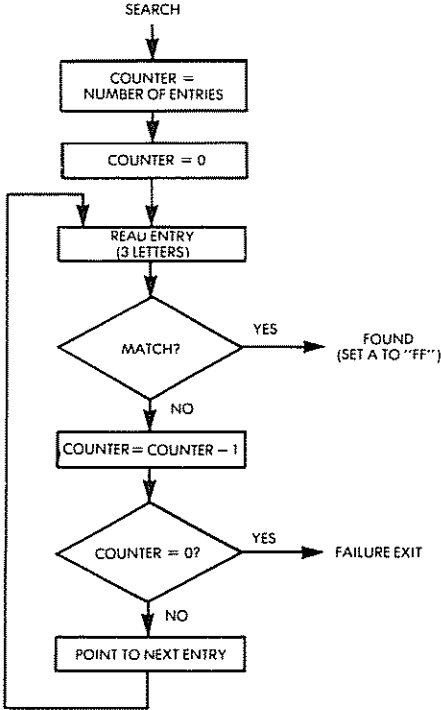 SEARCH
COUNTER =
NUMBER OF ENTRIES
COUNTER = 0
REAU ENTRY
(3 LETTERS)
MATCH?
YES
FOUND
(SET A TO "FF")
NO
COUNTER = COUNTER – 1
COUNTER = 0?
YES
FAILURE EXIT
NO
POINT TO NEXT ENTRY